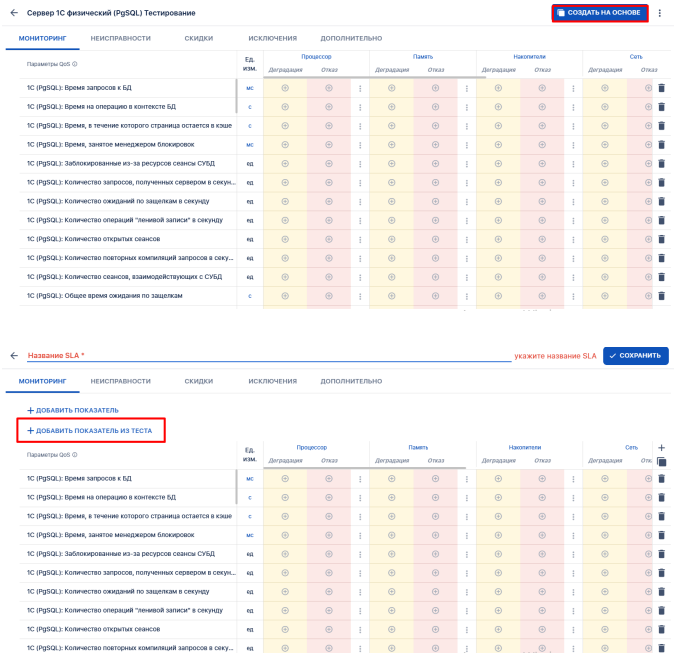 ← Сервер 1С физический (PgSQL) Тестирование СОЗДАТЬ НА ОСНОВЕ
МОНИТОРИНГ НЕИСПРАВНОСТИ СКИДКИ ИСКЛЮЧЕНИЯ ДОПОЛНИТЕЛЬНО
Параметры QoS Ед. изм. Процессор Память Накопители Сеть
Деградация Отказ Деградация Отказ Деградация Отказ Деградация Отказ
1С (PgSQL): Время запросов к БД мс
1С (PgSQL): Время на операцию в контексте БД с
1С (PgSQL): Время, в течение которого страница остается в кэше с
1С (PgSQL): Время, занятое менеджером блокировок мс
1С (PgSQL): Заблокированные из-за ресурсов сеансы СУБД ед
1С (PgSQL): Количество запросов, полученных сервером в секун... ед
1С (PgSQL): Количество ожиданий по защелкам в секунду ед
1С (PgSQL): Количество операций "ленивой записи" в секунду ед
1С (PgSQL): Количество открытых сеансов ед
1С (PgSQL): Количество повторных компиляций запросов в секу... ед
1С (PgSQL): Количество сеансов, взаимодействующих с СУБД ед
1С (PgSQL): Общее время ожидания по защелкам с
← Название SLA * укажите название SLA СОХРАНИТЬ
МОНИТОРИНГ НЕИСПРАВНОСТИ СКИДКИ ИСКЛЮЧЕНИЯ ДОПОЛНИТЕЛЬНО
+ ДОБАВИТЬ ПОКАЗАТЕЛЬ
+ ДОБАВИТЬ ПОКАЗАТЕЛЬ ИЗ ТЕСТА
Параметры QoS Ед. изм. Процессор Память Накопители Сеть +
Деградация Отказ Деградация Отказ Деградация Отказ Деградация
1С (PgSQL): Время запросов к БД мс
1С (PgSQL): Время на операцию в контексте БД с
1С (PgSQL): Время, в течение которого страница остается в кэше с
1С (PgSQL): Время, занятое менеджером блокировок мс
1С (PgSQL): Заблокированные из-за ресурсов сеансы СУБД ед
1С (PgSQL): Количество запросов, полученных сервером в секун... ед
1С (PgSQL): Количество ожиданий по защелкам в секунду ед
1С (PgSQL): Количество операций "ленивой записи" в секунду ед
1С (PgSQL): Количество открытых сеансов ед
1С (PgSQL): Количество повторных компиляций запросов в секу... ед